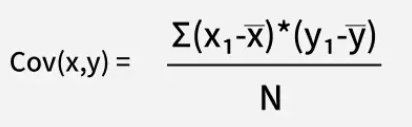 Cov(x,y) = Σ(x₁-x̅)*(y₁-y̅)
N